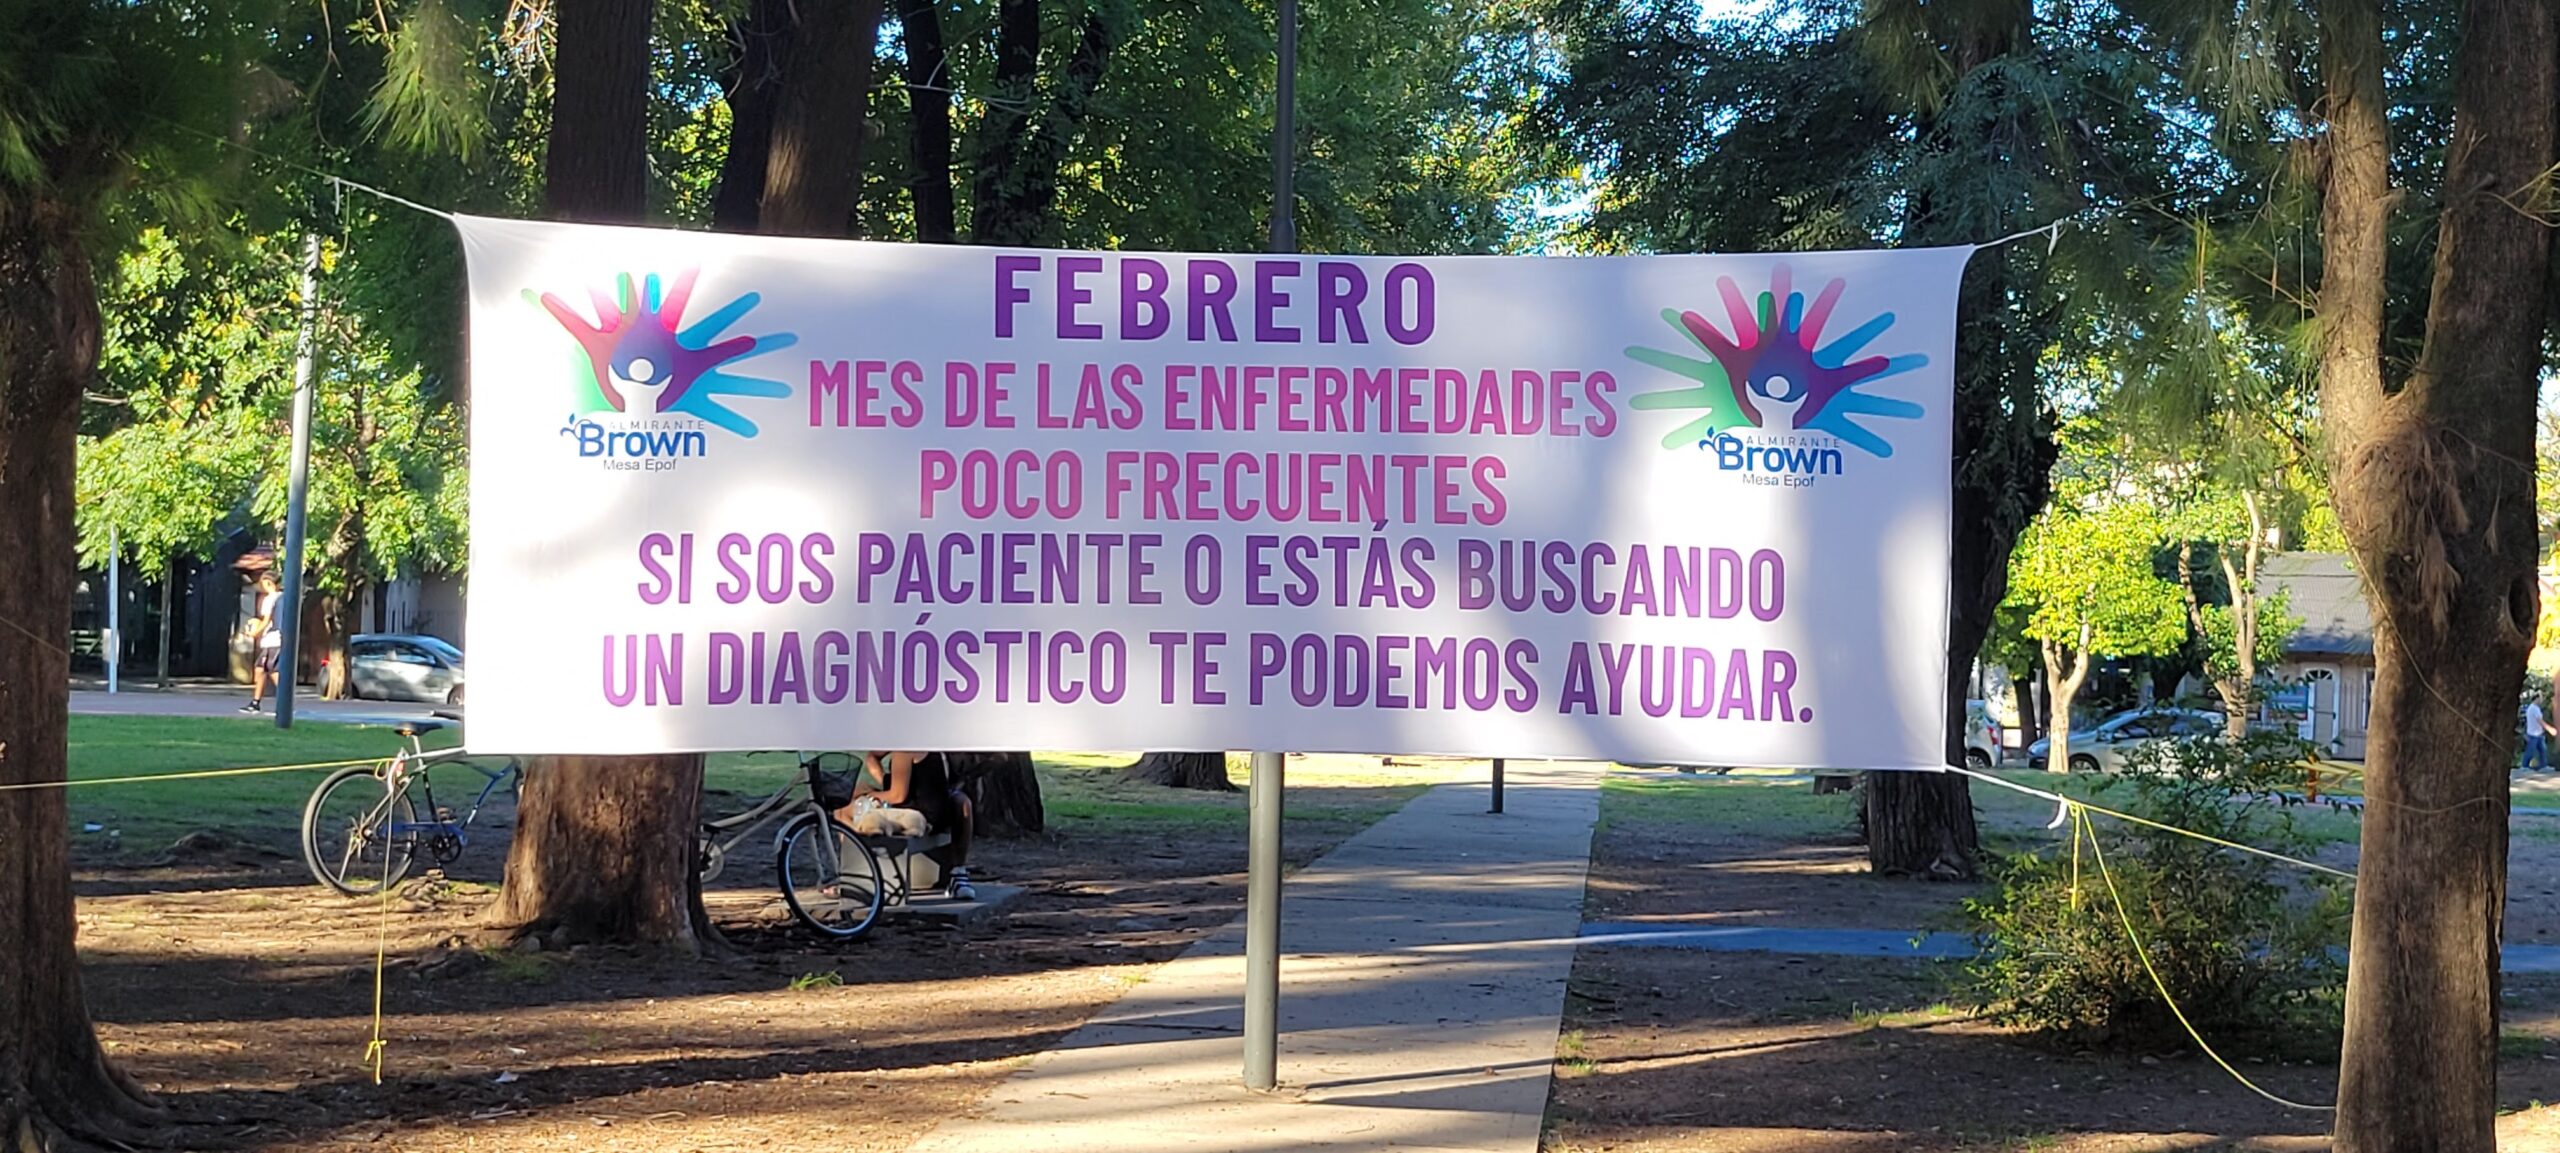 FEBRERO
MES DE LAS ENFERMEDADES
POCO FRECUENTES
SI SOS PACIENTE O ESTÁS BUSCANDO
UN DIAGNÓSTICO TE PODEMOS AYUDAR.
ALMIRANTE
Brown
Mesa Epof
ALMIRANTE
Brown
Mesa Epof